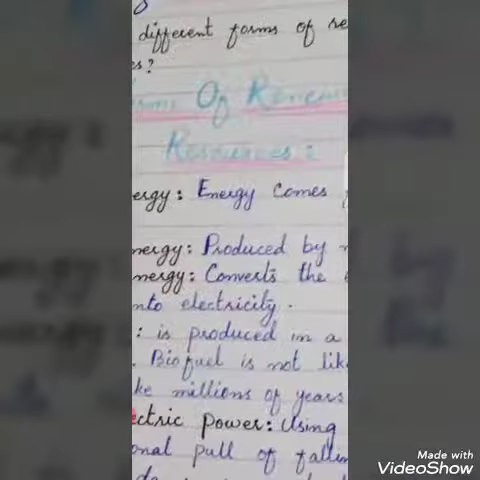 different forms of re
es?
rms Of Renew
Resources:
ergy: Energy Comes
nergy: Produced by
nergy: Converts the
nto electricity.
: is produced in a
. Biofuel is not lik
ke millions of years
ectric Power: Using
onal pull of fallin
Made with
VideoShow